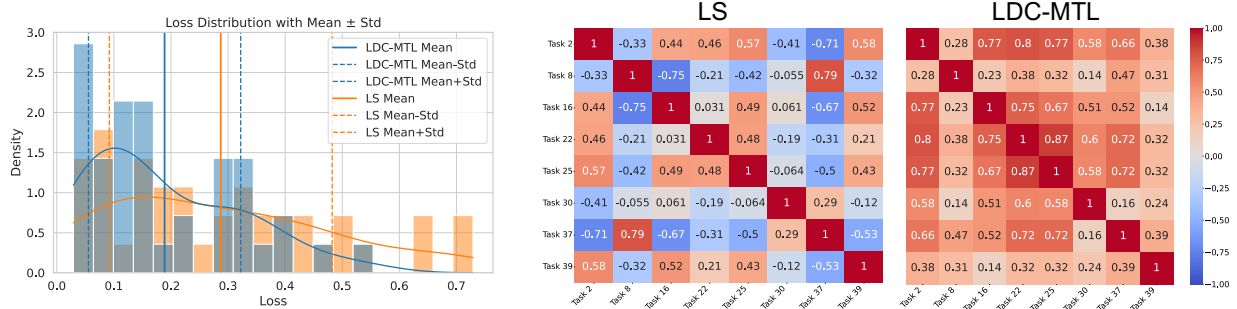 Loss Distribution with Mean ± Std
3.0
2.5
2.0
1.5
1.0
0.5
0.0
Density
0.0 0.1 0.2 0.3 0.4 0.5 0.6 0.7
Loss
LDC-MTL Mean
LDC-MTL Mean−Std
LDC-MTL Mean+Std
LS Mean
LS Mean−Std
LS Mean+Std
LS
Task 2 1 -0.33 0.44 0.46 0.57 -0.41 -0.71 0.58
Task 8 -0.33 1 -0.75 -0.21 -0.42 -0.055 0.79 -0.32
Task 16 0.44 -0.75 1 0.031 0.49 0.061 -0.67 0.52
Task 22 0.46 -0.21 0.031 1 0.48 -0.19 -0.31 0.21
Task 25 0.57 -0.42 0.49 0.48 1 -0.064 -0.5 0.43
Task 30 -0.41 -0.055 0.061 -0.19 -0.064 1 0.29 -0.12
Task 37 -0.71 0.79 -0.67 -0.31 -0.5 0.29 1 -0.53
Task 39 0.58 -0.32 0.52 0.21 0.43 -0.12 -0.53 1
Task 2 Task 8 Task 16 Task 22 Task 25 Task 30 Task 37 Task 39
LDC-MTL
1 0.28 0.77 0.8 0.77 0.58 0.66 0.38
0.28 1 0.23 0.38 0.32 0.14 0.47 0.31
0.77 0.23 1 0.75 0.67 0.51 0.52 0.14
0.8 0.38 0.75 1 0.87 0.6 0.72 0.32
0.77 0.32 0.67 0.87 1 0.58 0.72 0.32
0.58 0.14 0.51 0.6 0.58 1 0.16 0.24
0.66 0.47 0.52 0.72 0.72 0.16 1 0.39
0.38 0.31 0.14 0.32 0.32 0.24 0.39 1
Task 2 Task 8 Task 16 Task 22 Task 25 Task 30 Task 37 Task 39
1.00
0.75
0.50
0.25
0.00
−0.25
−0.50
−0.75
−1.00